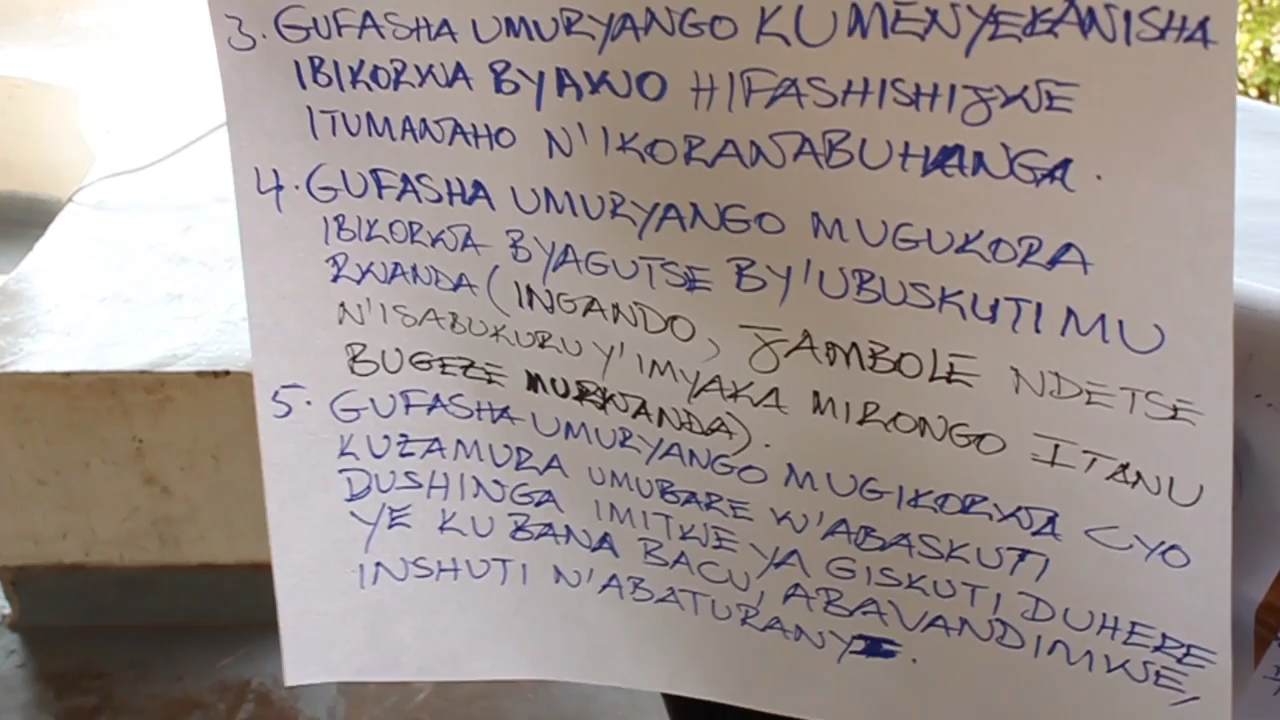 3. GUFASHA UMURYANGO KUMENYEKANISHA
IBIKORWA BYAWO HIFASHISHIJWE
ITUMANAHO N'IKORANABUHANGA.
4. GUFASHA UMURYANGO MUGUKORA
IBIKORWA BYAGUTSE BY'UBUSKUTI MU
RWANDA (INGANDO, JAMBOLE NDETSE
N'ISABUKURU Y'IMYAKA MIRONGO ITANU
BUGEZE MURWANDA).
5. GUFASHA UMURYANGO MUGIKORWA CYO
KUZAMURA UMUBARE W'ABASKUTI
DUSHINGA IMITWE YA GISKUTI, DUHERE
YE KU BANA BACU, ABAVANDIMWE,
INSHUTI N'ABATURANYI.